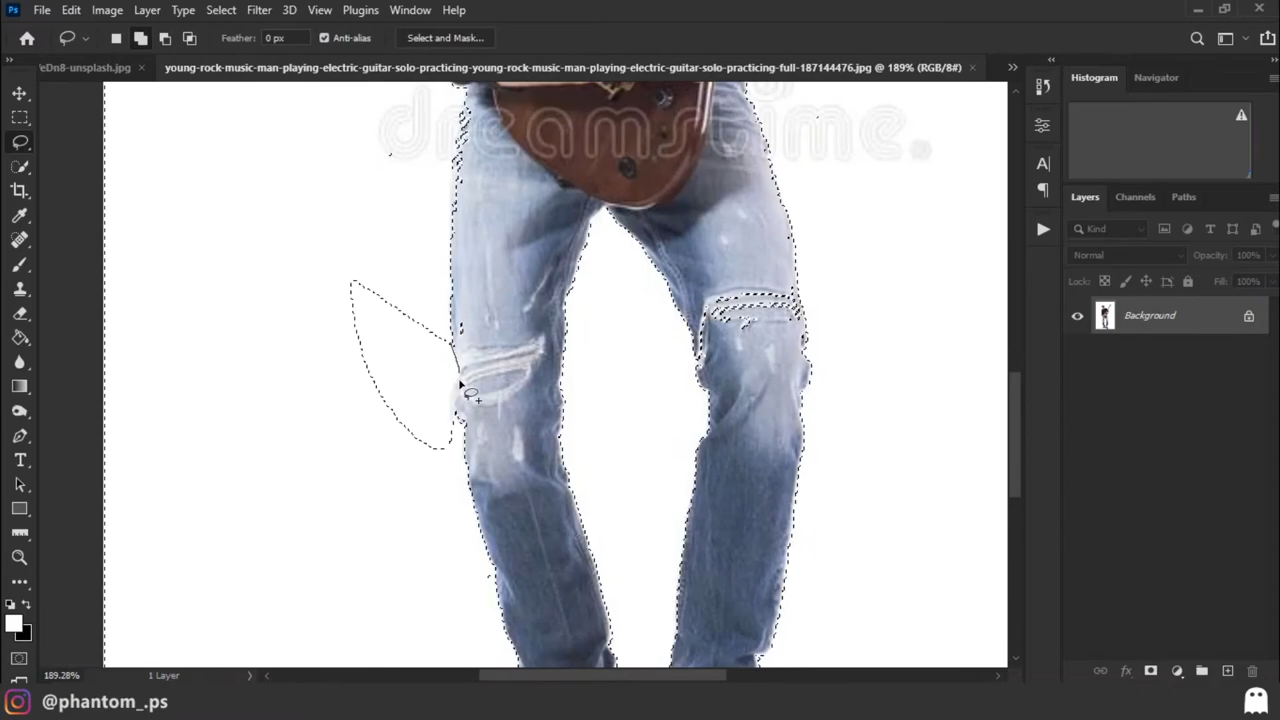 Ps File Edit Image Layer Type Select Filter 3D View Plugins Window Help
Feather: 0 px Anti-alias Select and Mask...
eDn8-unsplash.jpg × young-rock-music-man-playing-electric-guitar-solo-practicing-young-rock-music-man-playing-electric-guitar-solo-practicing-full-187144476.jpg @ 189% (RGB/8#) ×
Histogram Navigator
dreamstime
Layers Channels Paths
Kind
Normal Opacity: 100%
Lock: Fill: 100%
Background
189.28% 1 Layer
@phantom_.ps